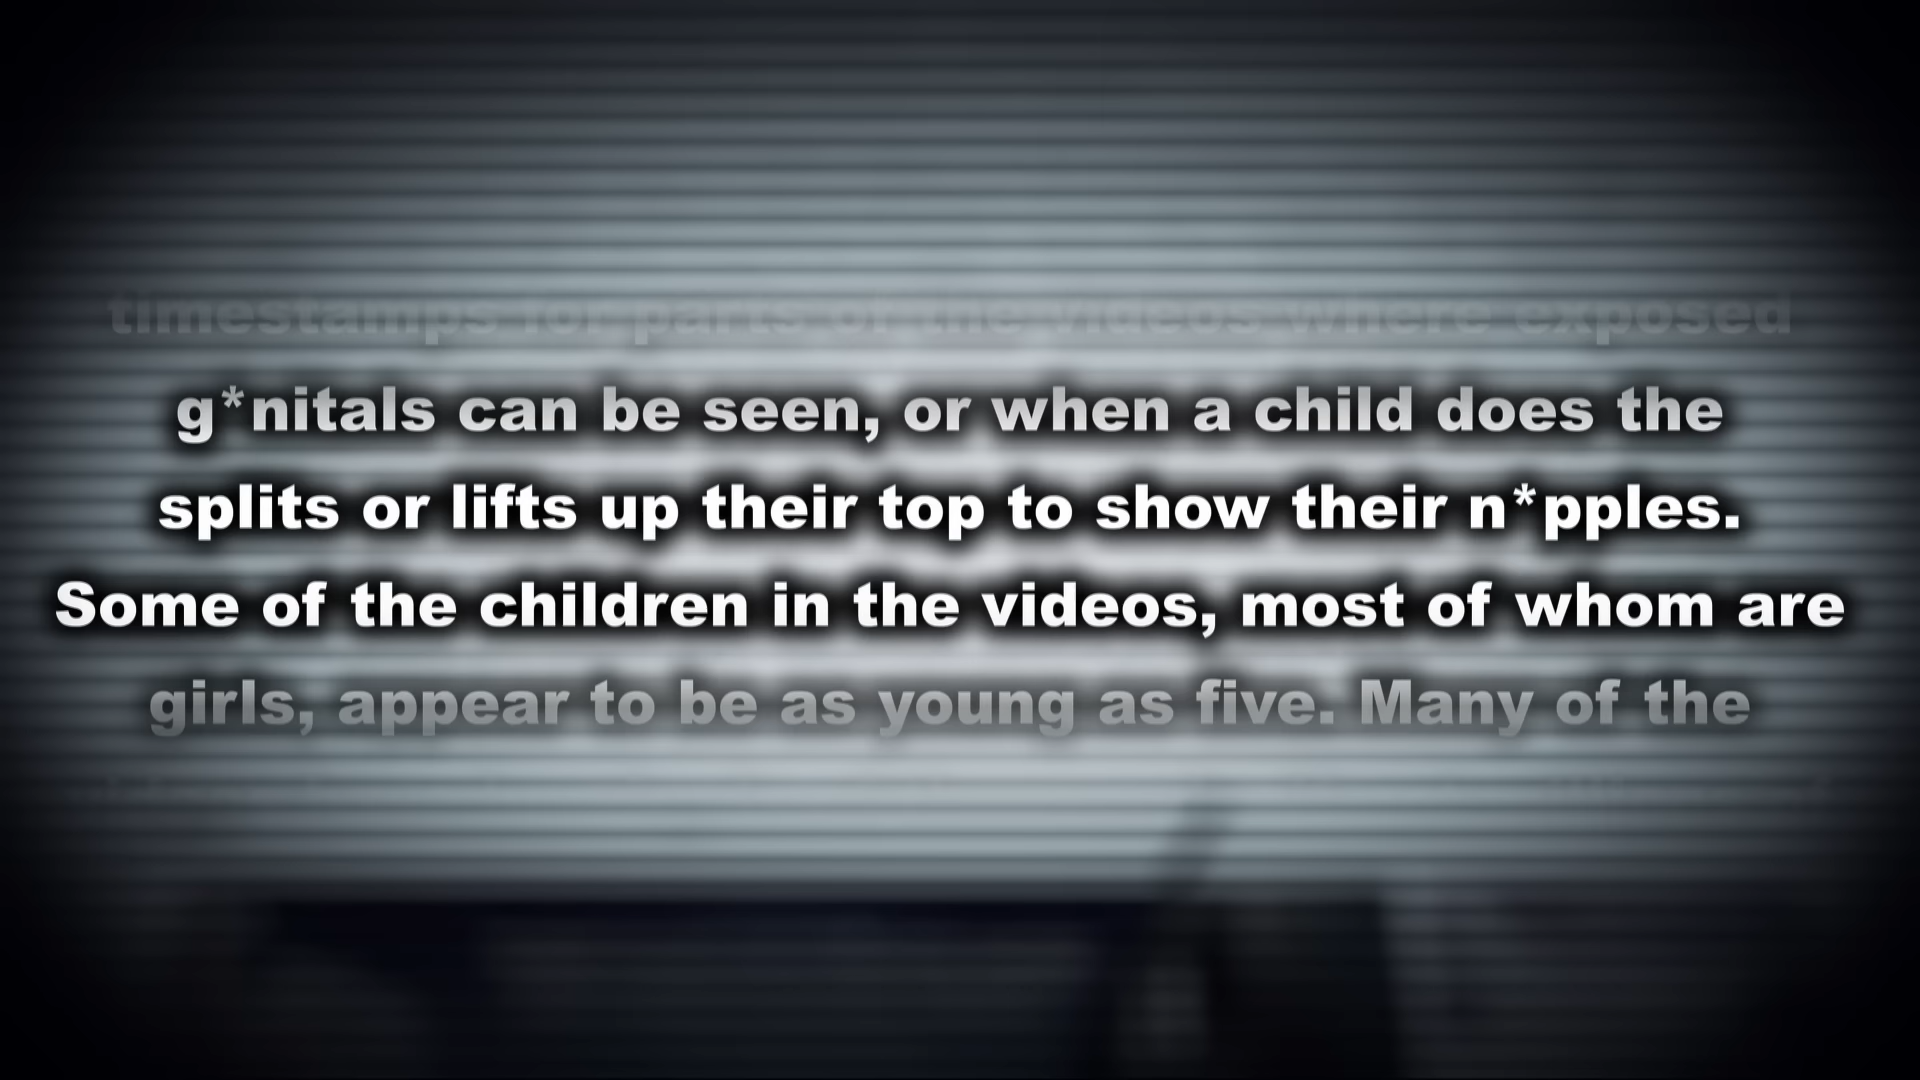 timestamps for parts of the videos where exposed
g*nitals can be seen, or when a child does the
splits or lifts up their top to show their n*pples.
Some of the children in the videos, most of whom are
girls, appear to be as young as five. Many of the